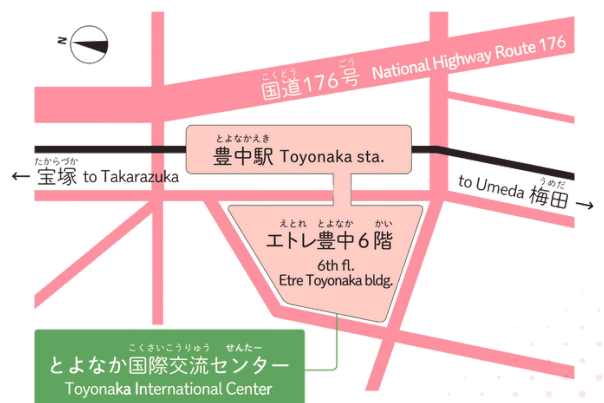 N
こくどう ごう
国道176号 National Highway Route 176
とよなかえき
豊中駅 Toyonaka sta.
たからづか
← 宝塚 to Takarazuka
うめだ
to Umeda 梅田 →
えとれ とよなか かい
エトレ豊中6階
6th fl.
Etre Toyonaka bldg.
こくさいこうりゅう せんたー
とよなか国際交流センター
Toyonaka International Center